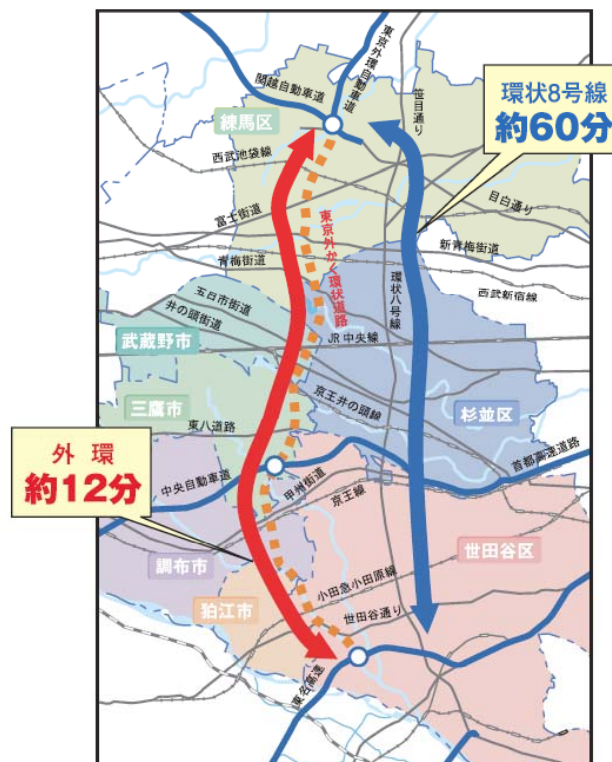 東京外環自動車道
関越自動車道
笹目通り
環状8号線
約60分
練馬区
西武池袋線
目白通り
富士街道
東京外かく環状道路
新青梅街道
青梅街道
環状八号線
西武新宿線
五日市街道
井の頭街道
武蔵野市
JR中央線
三鷹市
京王井の頭線
杉並区
東八道路
外環
約12分
首都高速道路
中央自動車道
甲州街道
京王線
調布市
世田谷区
小田急小田原線
狛江市
世田谷通り
東名高速